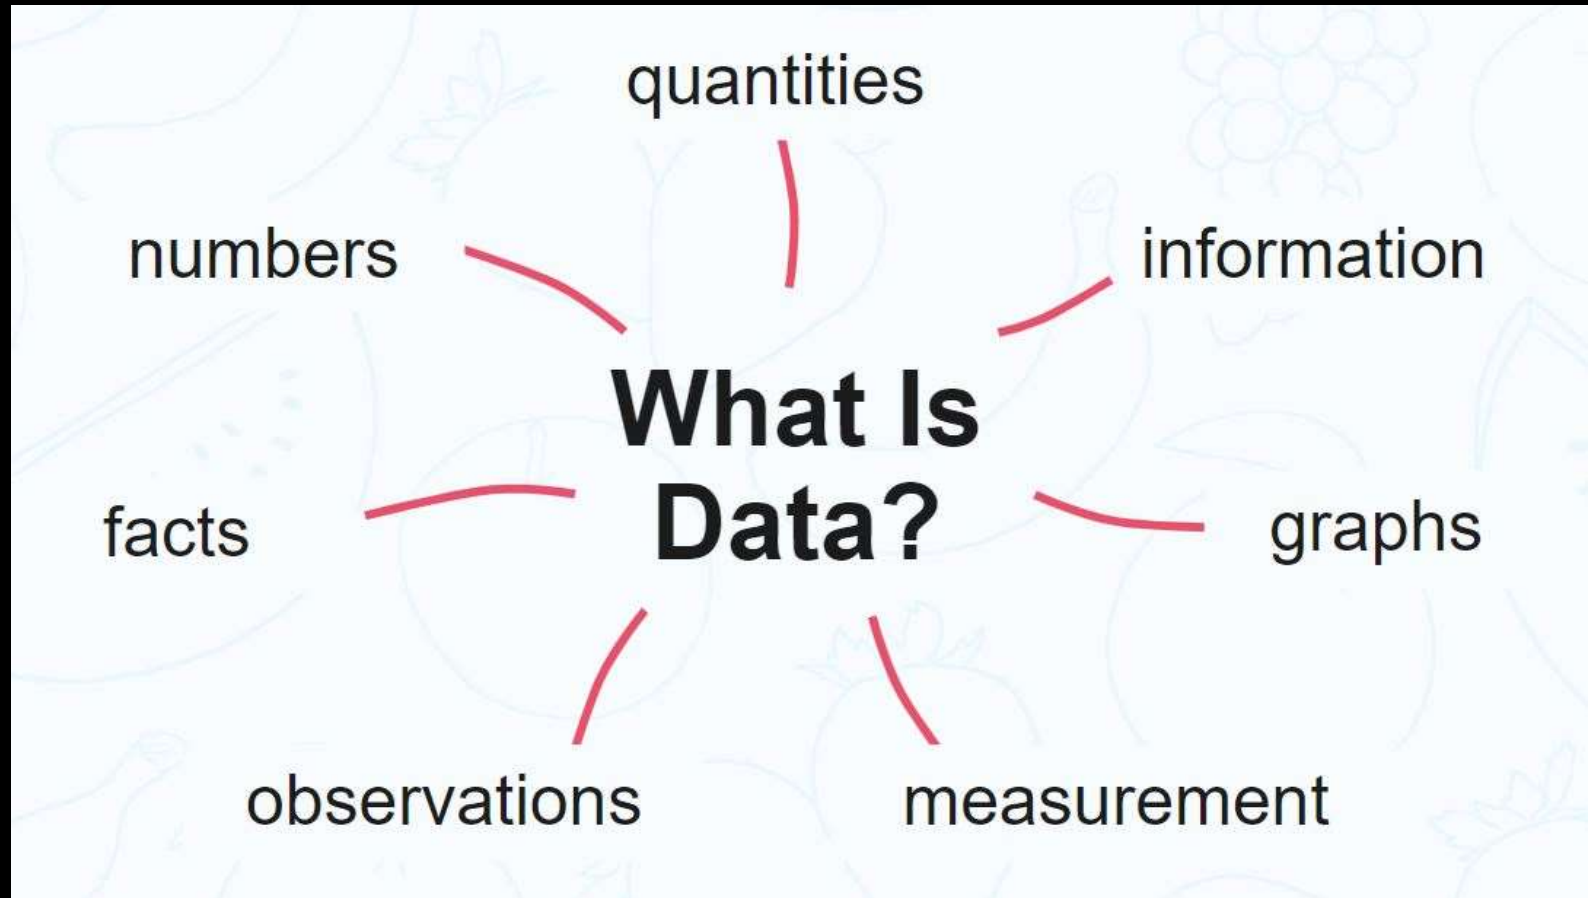 quantities
numbers
information
What Is
Data?
facts
graphs
observations
measurement